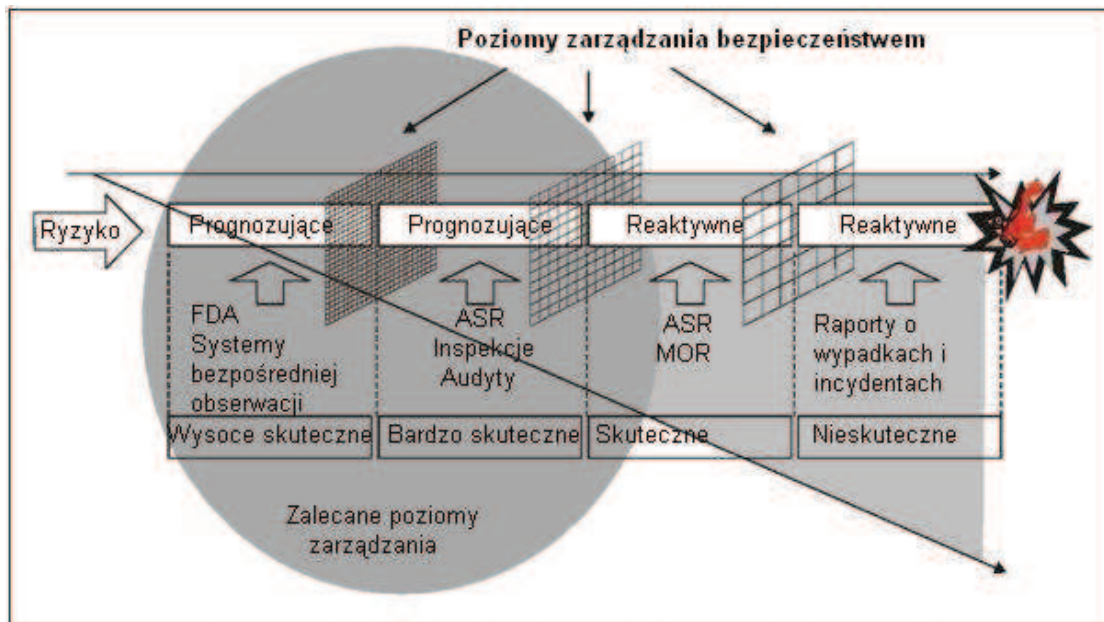 Poziomy zarządzania bezpieczeństwem
Ryzyko
Prognozujące
Prognozujące
Reaktywne
Reaktywne
FDA
Systemy
bezpośredniej
obserwacji
ASR
Inspekcje
Audyty
ASR
MOR
Raporty o
wypadkach i
incydentach
Wysoce skuteczne
Bardzo skuteczne
Skuteczne
Nieskuteczne
Zalecane poziomy
zarządzania